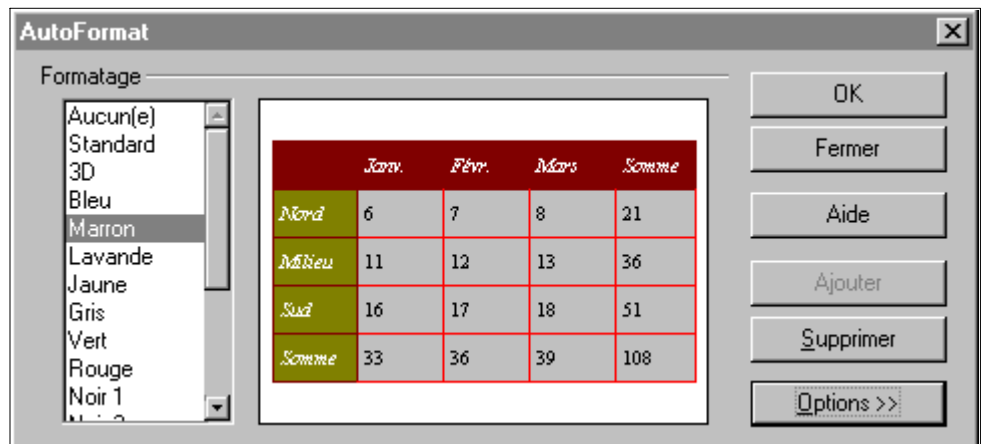 AutoFormat
Formatage
Aucun(e)
Standard
3D
Bleu
Marron
Lavande
Jaune
Gris
Vert
Rouge
Noir 1
Janv. Févr. Mars Somme
Nord 6 7 8 21
Milieu 11 12 13 36
Sud 16 17 18 51
Somme 33 36 39 108
OK
Fermer
Aide
Ajouter
Supprimer
Options >>